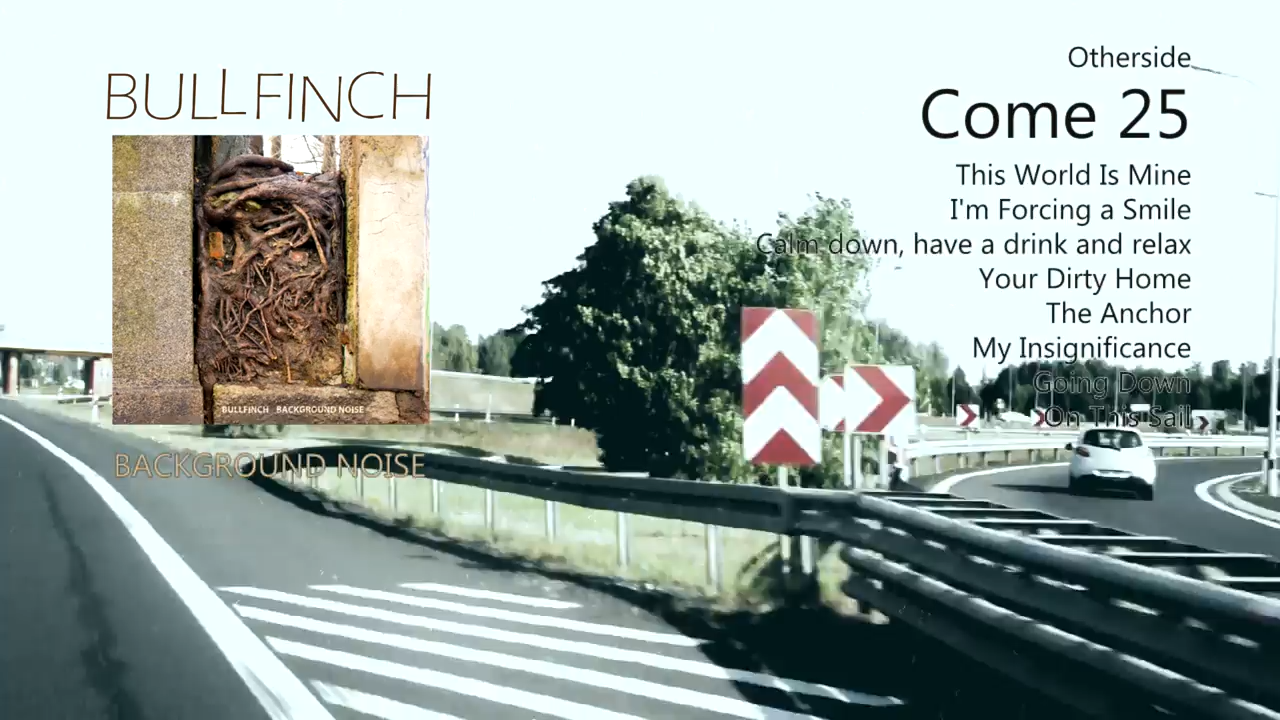 BULLFINCH
BULLFINCH BACKGROUND NOISE
BACKGROUND NOISE
Otherside
Come 25
This World Is Mine
I'm Forcing a Smile
Calm down, have a drink and relax
Your Dirty Home
The Anchor
My Insignificance
Going Down
On This Sail